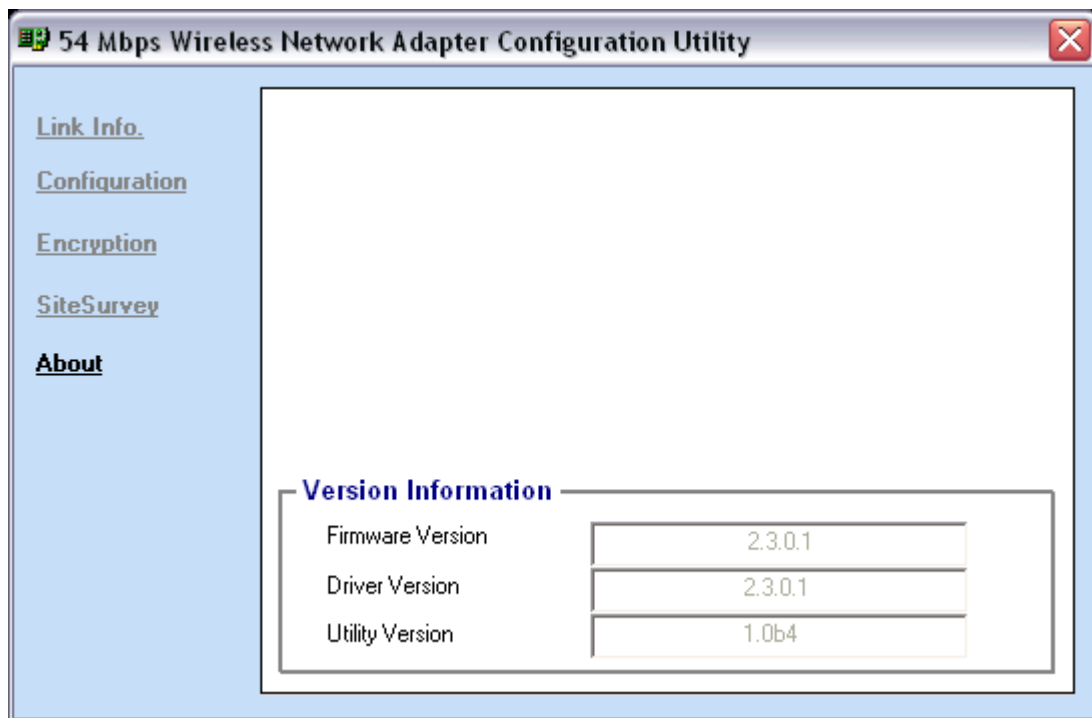 54 Mbps Wireless Network Adapter Configuration Utility
Link Info.
Configuration
Encryption
SiteSurvey
About
Version Information
Firmware Version 2.3.0.1
Driver Version 2.3.0.1
Utility Version 1.0b4